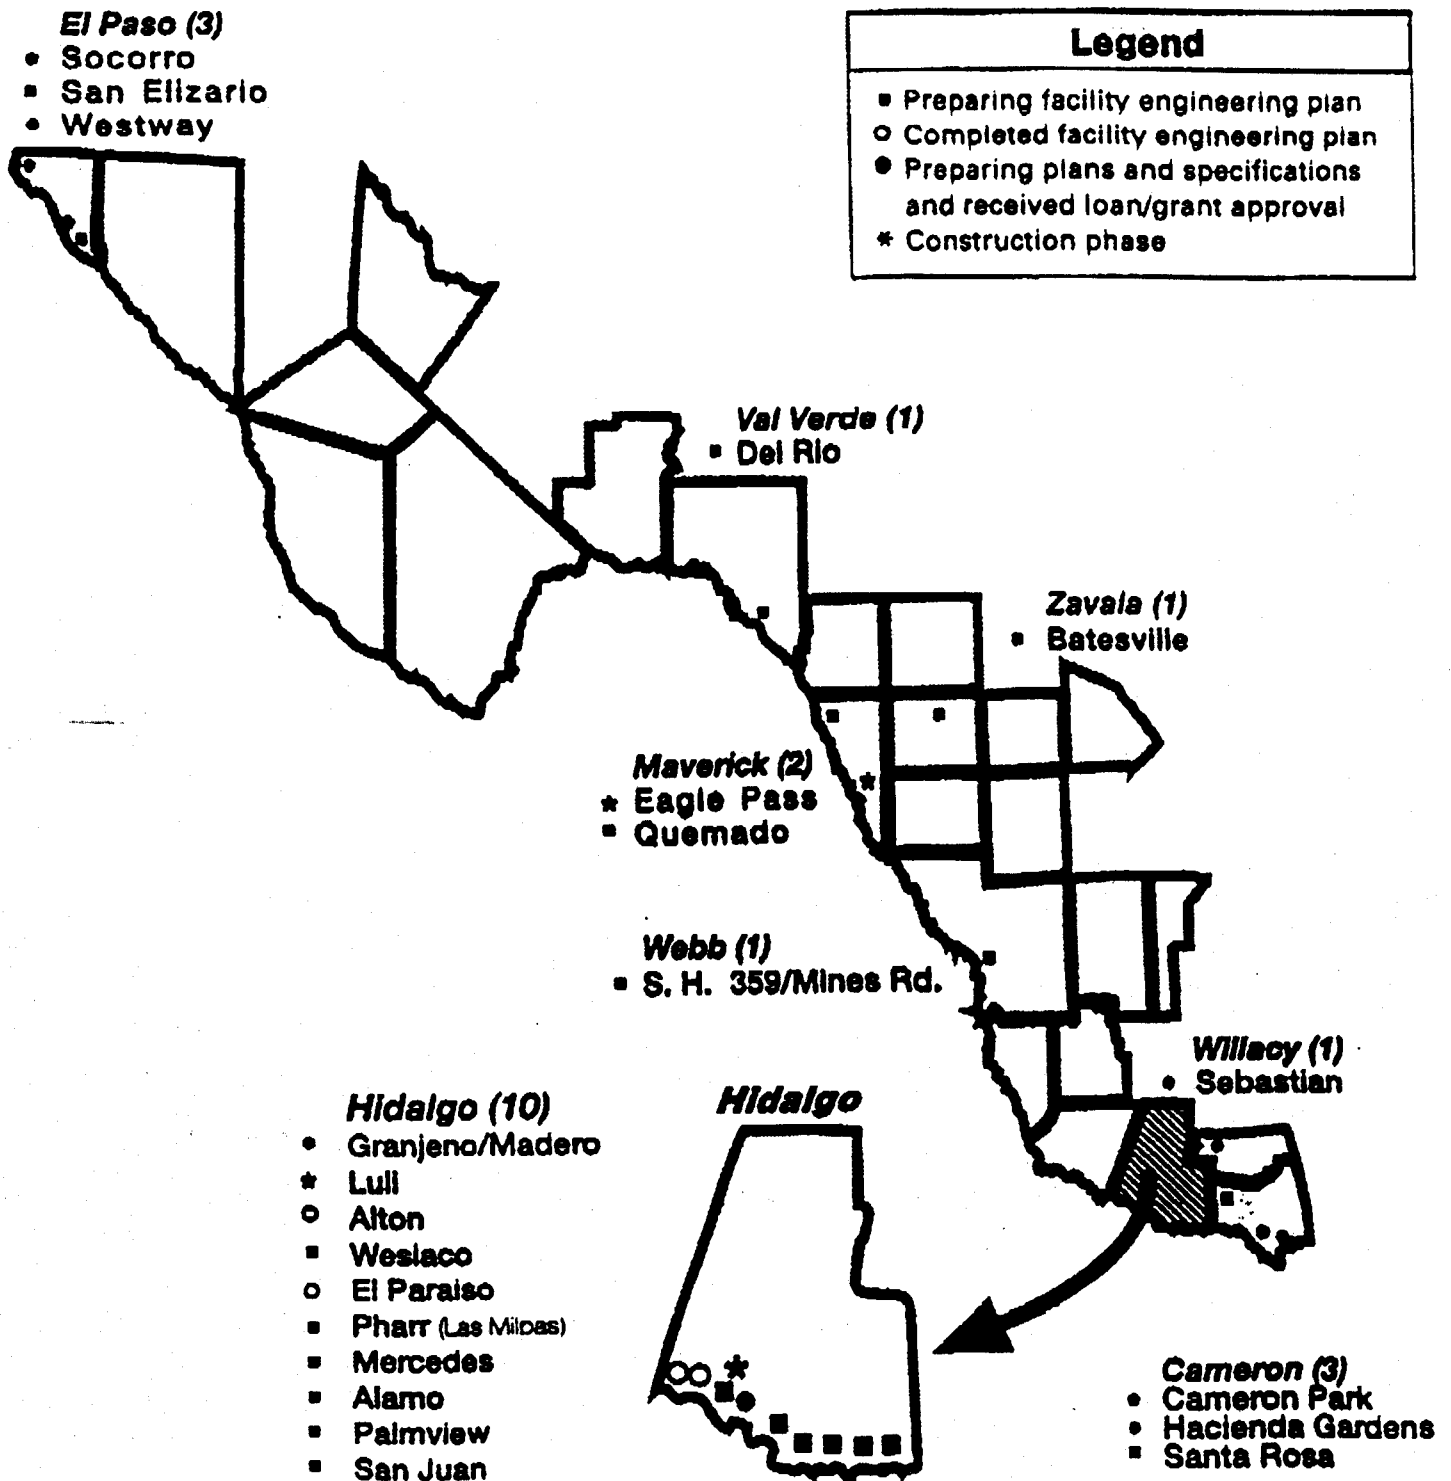 El Paso (3)
Socorro
San Elizario
Westway
Legend
Preparing facility engineering plan
Completed facility engineering plan
Preparing plans and specifications
and received loan/grant approval
* Construction phase
Val Verde (1)
Del Rio
Zavala (1)
Batesville
Maverick (2)
* Eagle Pass
Quemado
Webb (1)
S. H. 359/Mines Rd.
Willacy (1)
Sebastian
Hidalgo (10)
Granjeno/Madero
* Lull
Alton
Weslaco
El Paraiso
Pharr (Las Milpas)
Mercedes
Alamo
Palmview
San Juan
Hidalgo
Cameron (3)
Cameron Park
Hacienda Gardens
Santa Rosa